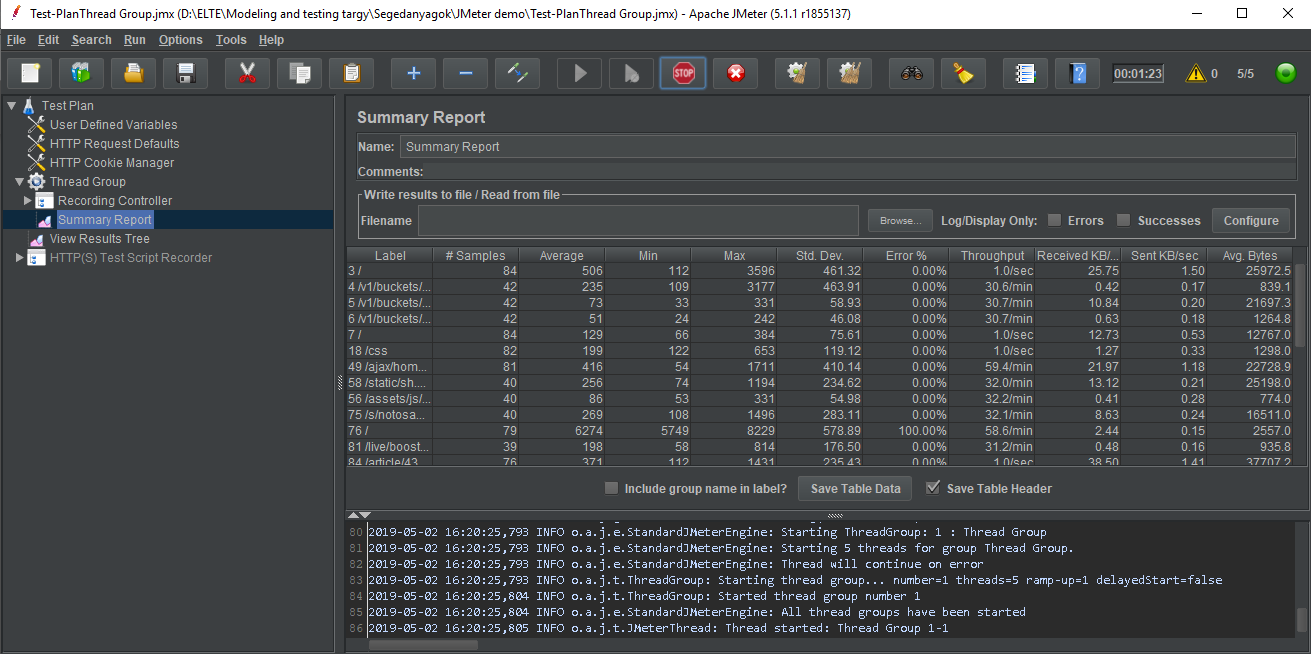 Test-PlanThread Group.jmx (D:\ELTE\Modeling and testing targy\Segedanyagok\JMeter demo\Test-PlanThread Group.jmx) - Apache JMeter (5.1.1 r1855137)
File Edit Search Run Options Tools Help
STOP 00:01:23 0 5/5
Test Plan
User Defined Variables
HTTP Request Defaults
HTTP Cookie Manager
Thread Group
Recording Controller
Summary Report
View Results Tree
HTTP(S) Test Script Recorder
Summary Report
Name: Summary Report
Comments:
Write results to file / Read from file
Filename Browse... Log/Display Only: Errors Successes Configure
Label # Samples Average Min Max Std. Dev. Error % Throughput Received KB/... Sent KB/sec Avg. Bytes
3 / 84 506 112 3596 461.32 0.00% 1.0/sec 25.75 1.50 25972.5
4 /v1/buckets/... 42 235 109 3177 463.91 0.00% 30.6/min 0.42 0.17 839.1
5 /v1/buckets/... 42 73 33 331 58.93 0.00% 30.7/min 10.84 0.20 21697.3
6 /v1/buckets/... 42 51 24 242 46.08 0.00% 30.7/min 0.63 0.18 1264.8
7 / 84 129 66 384 75.61 0.00% 1.0/sec 12.73 0.53 12767.0
18 /css 82 199 122 653 119.12 0.00% 1.0/sec 1.27 0.33 1298.0
49 /ajax/hom... 81 416 54 1711 410.14 0.00% 59.4/min 21.97 1.18 22728.9
58 /static/sh.... 40 256 74 1194 234.62 0.00% 32.0/min 13.12 0.21 25198.0
56 /assets/js/... 40 86 53 331 54.98 0.00% 32.2/min 0.41 0.28 774.0
75 /s/notosa... 40 269 108 1496 283.11 0.00% 32.1/min 8.63 0.24 16511.0
76 / 79 6274 5749 8229 578.89 100.00% 58.6/min 2.44 0.15 2557.0
81 /live/boost... 39 198 58 814 176.50 0.00% 31.2/min 0.48 0.16 935.8
84 /article/43... 76 371 112 1431 235.43 0.00% 1.0/sec 38.50 1.41 37707.2
Include group name in label? Save Table Data Save Table Header
80 2019-05-02 16:20:25,793 INFO o.a.j.e.StandardJMeterEngine: Starting ThreadGroup: 1 : Thread Group
81 2019-05-02 16:20:25,793 INFO o.a.j.e.StandardJMeterEngine: Starting 5 threads for group Thread Group.
82 2019-05-02 16:20:25,793 INFO o.a.j.e.StandardJMeterEngine: Thread will continue on error
83 2019-05-02 16:20:25,793 INFO o.a.j.t.ThreadGroup: Starting thread group... number=1 threads=5 ramp-up=1 delayedStart=false
84 2019-05-02 16:20:25,804 INFO o.a.j.t.ThreadGroup: Started thread group number 1
85 2019-05-02 16:20:25,804 INFO o.a.j.e.StandardJMeterEngine: All thread groups have been started
86 2019-05-02 16:20:25,805 INFO o.a.j.t.JMeterThread: Thread started: Thread Group 1-1